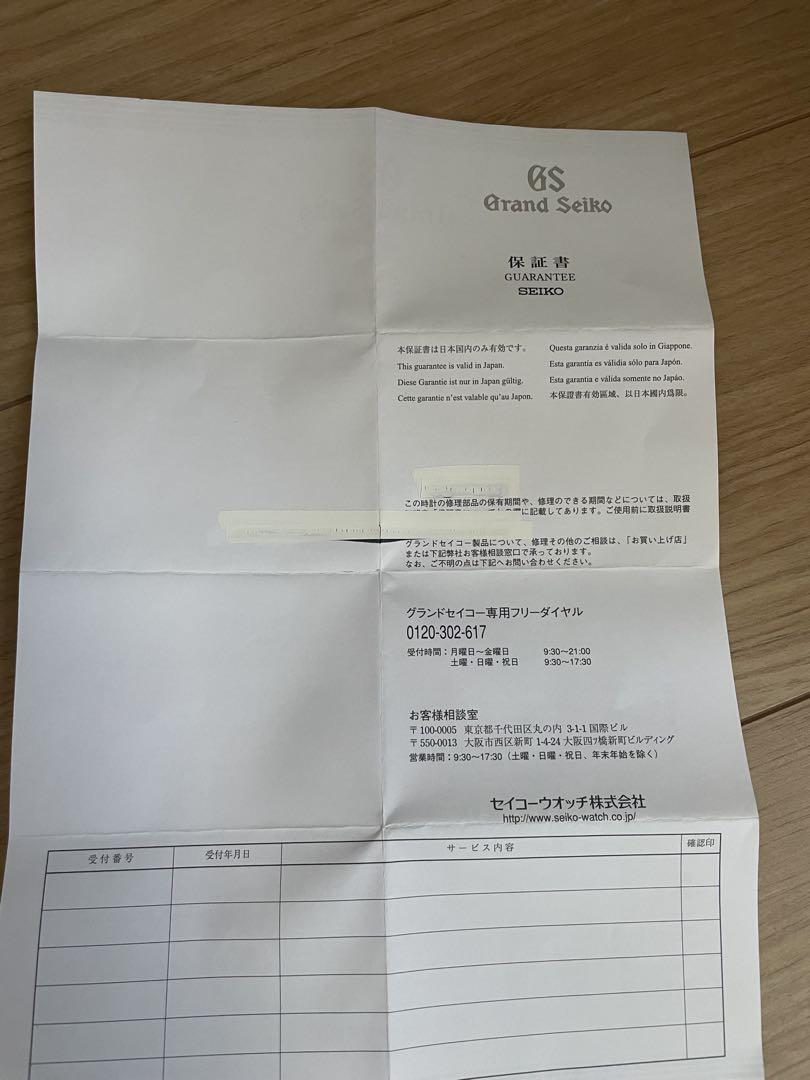 GS
Grand Seiko
保証書
GUARANTEE
SEIKO
本保証書は日本国内のみ有効です。
This guarantee is valid in Japan.
Diese Garantie ist nur in Japan gültig.
Cette garantie n'est valable qu'au Japon.
Questa garanzia é valida solo in Giappone.
Esta garantía es válidia sólo para Japón.
Esta garantia e válida somente no Japáo.
本保證書有効區域、以日本國内爲限。
この時計の修理部品の保有期間や、修理のできる期間などについては、取扱
に記載してあります。ご使用前に取扱説明書
グランドセイコー製品について、修理その他のご相談は、「お買い上げ店」
または下記弊社お客様相談窓口で承っております。
なお、ご不明の点は下記へお問い合わせください。
グランドセイコー専用フリーダイヤル
0120-302-617
受付時間：月曜日～金曜日 9:30～21:00
土曜・日曜・祝日 9:30～17:30
お客様相談室
〒100-0005 東京都千代田区丸の内 3-1-1 国際ビル
〒550-0013 大阪市西区新町 1-4-24 大阪四ツ橋新町ビルディング
営業時間：9:30～17:30（土曜・日曜・祝日、年末年始を除く）
セイコーウオッチ株式会社
http://www.seiko-watch.co.jp/
受付番号 受付年月日 サービス内容 確認印